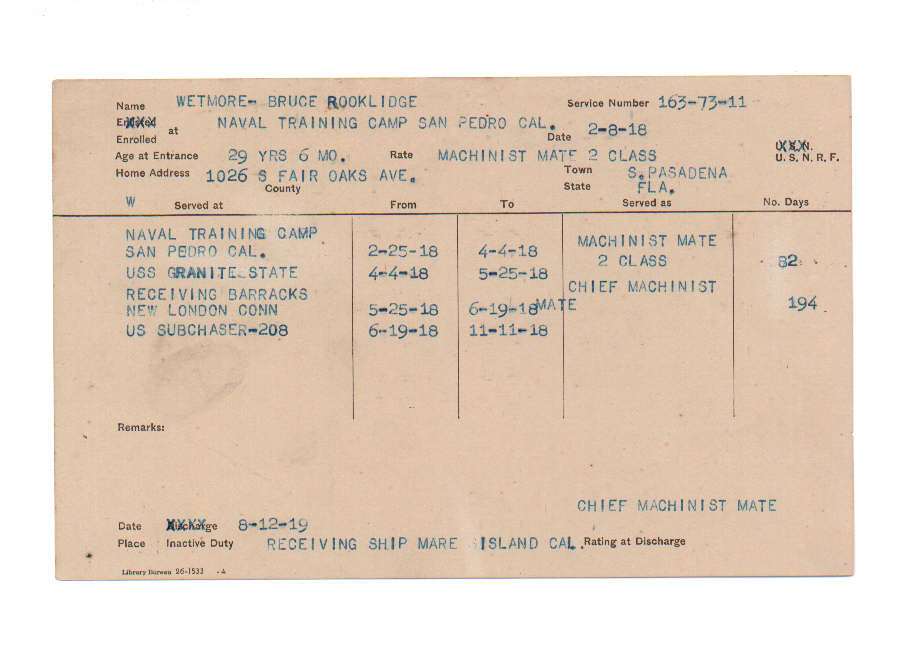 Name WETMORE- BRUCE ROOKLIDGE Service Number 163-73-11
Enlisted at NAVAL TRAINING CAMP SAN PEDRO CAL. Date 2-8-18
Enrolled
Age at Entrance 29 YRS 6 MO. Rate MACHINIST MATE 2 CLASS U.S.N.
U. S. N. R. F.
Home Address 1026 S FAIR OAKS AVE. Town S.PASADENA
County State FLA.
W Served at From To Served as No. Days
NAVAL TRAINING CAMP
SAN PEDRO CAL. 2-25-18 4-4-18 MACHINIST MATE
USS GRANITE STATE 4-4-18 5-25-18 2 CLASS 82
RECEIVING BARRACKS CHIEF MACHINIST
NEW LONDON CONN 5-25-18 6-19-18 MATE 194
US SUBCHASER-208 6-19-18 11-11-18
Remarks:
CHIEF MACHINIST MATE
Date Discharge 8-12-19
Place Inactive Duty RECEIVING SHIP MARE ISLAND CAL. Rating at Discharge
Library Bureau 26-1533 -A